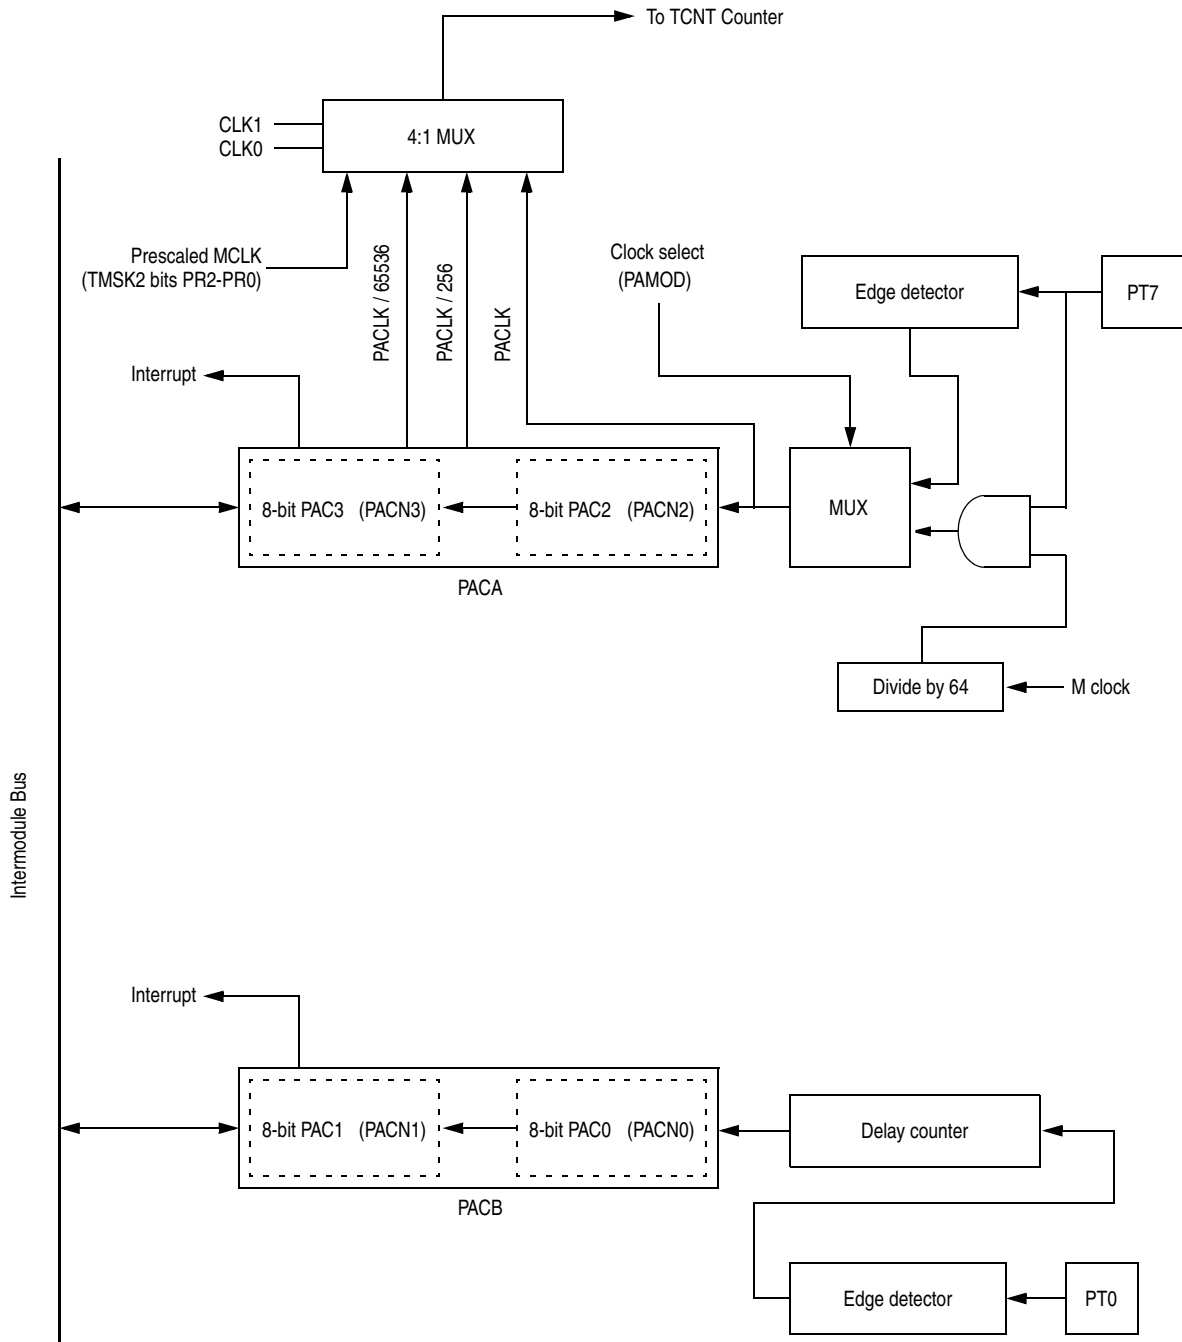 To TCNT Counter
CLK1
CLK0
4:1 MUX
Prescaled MCLK
(TMSK2 bits PR2-PR0)
PACLK / 65536
PACLK / 256
PACLK
Clock select
(PAMOD)
Edge detector
PT7
Interrupt
8-bit PAC3 (PACN3)
8-bit PAC2 (PACN2)
MUX
PACA
Divide by 64
M clock
Intermodule Bus
Interrupt
8-bit PAC1 (PACN1)
8-bit PAC0 (PACN0)
Delay counter
PACB
Edge detector
PT0